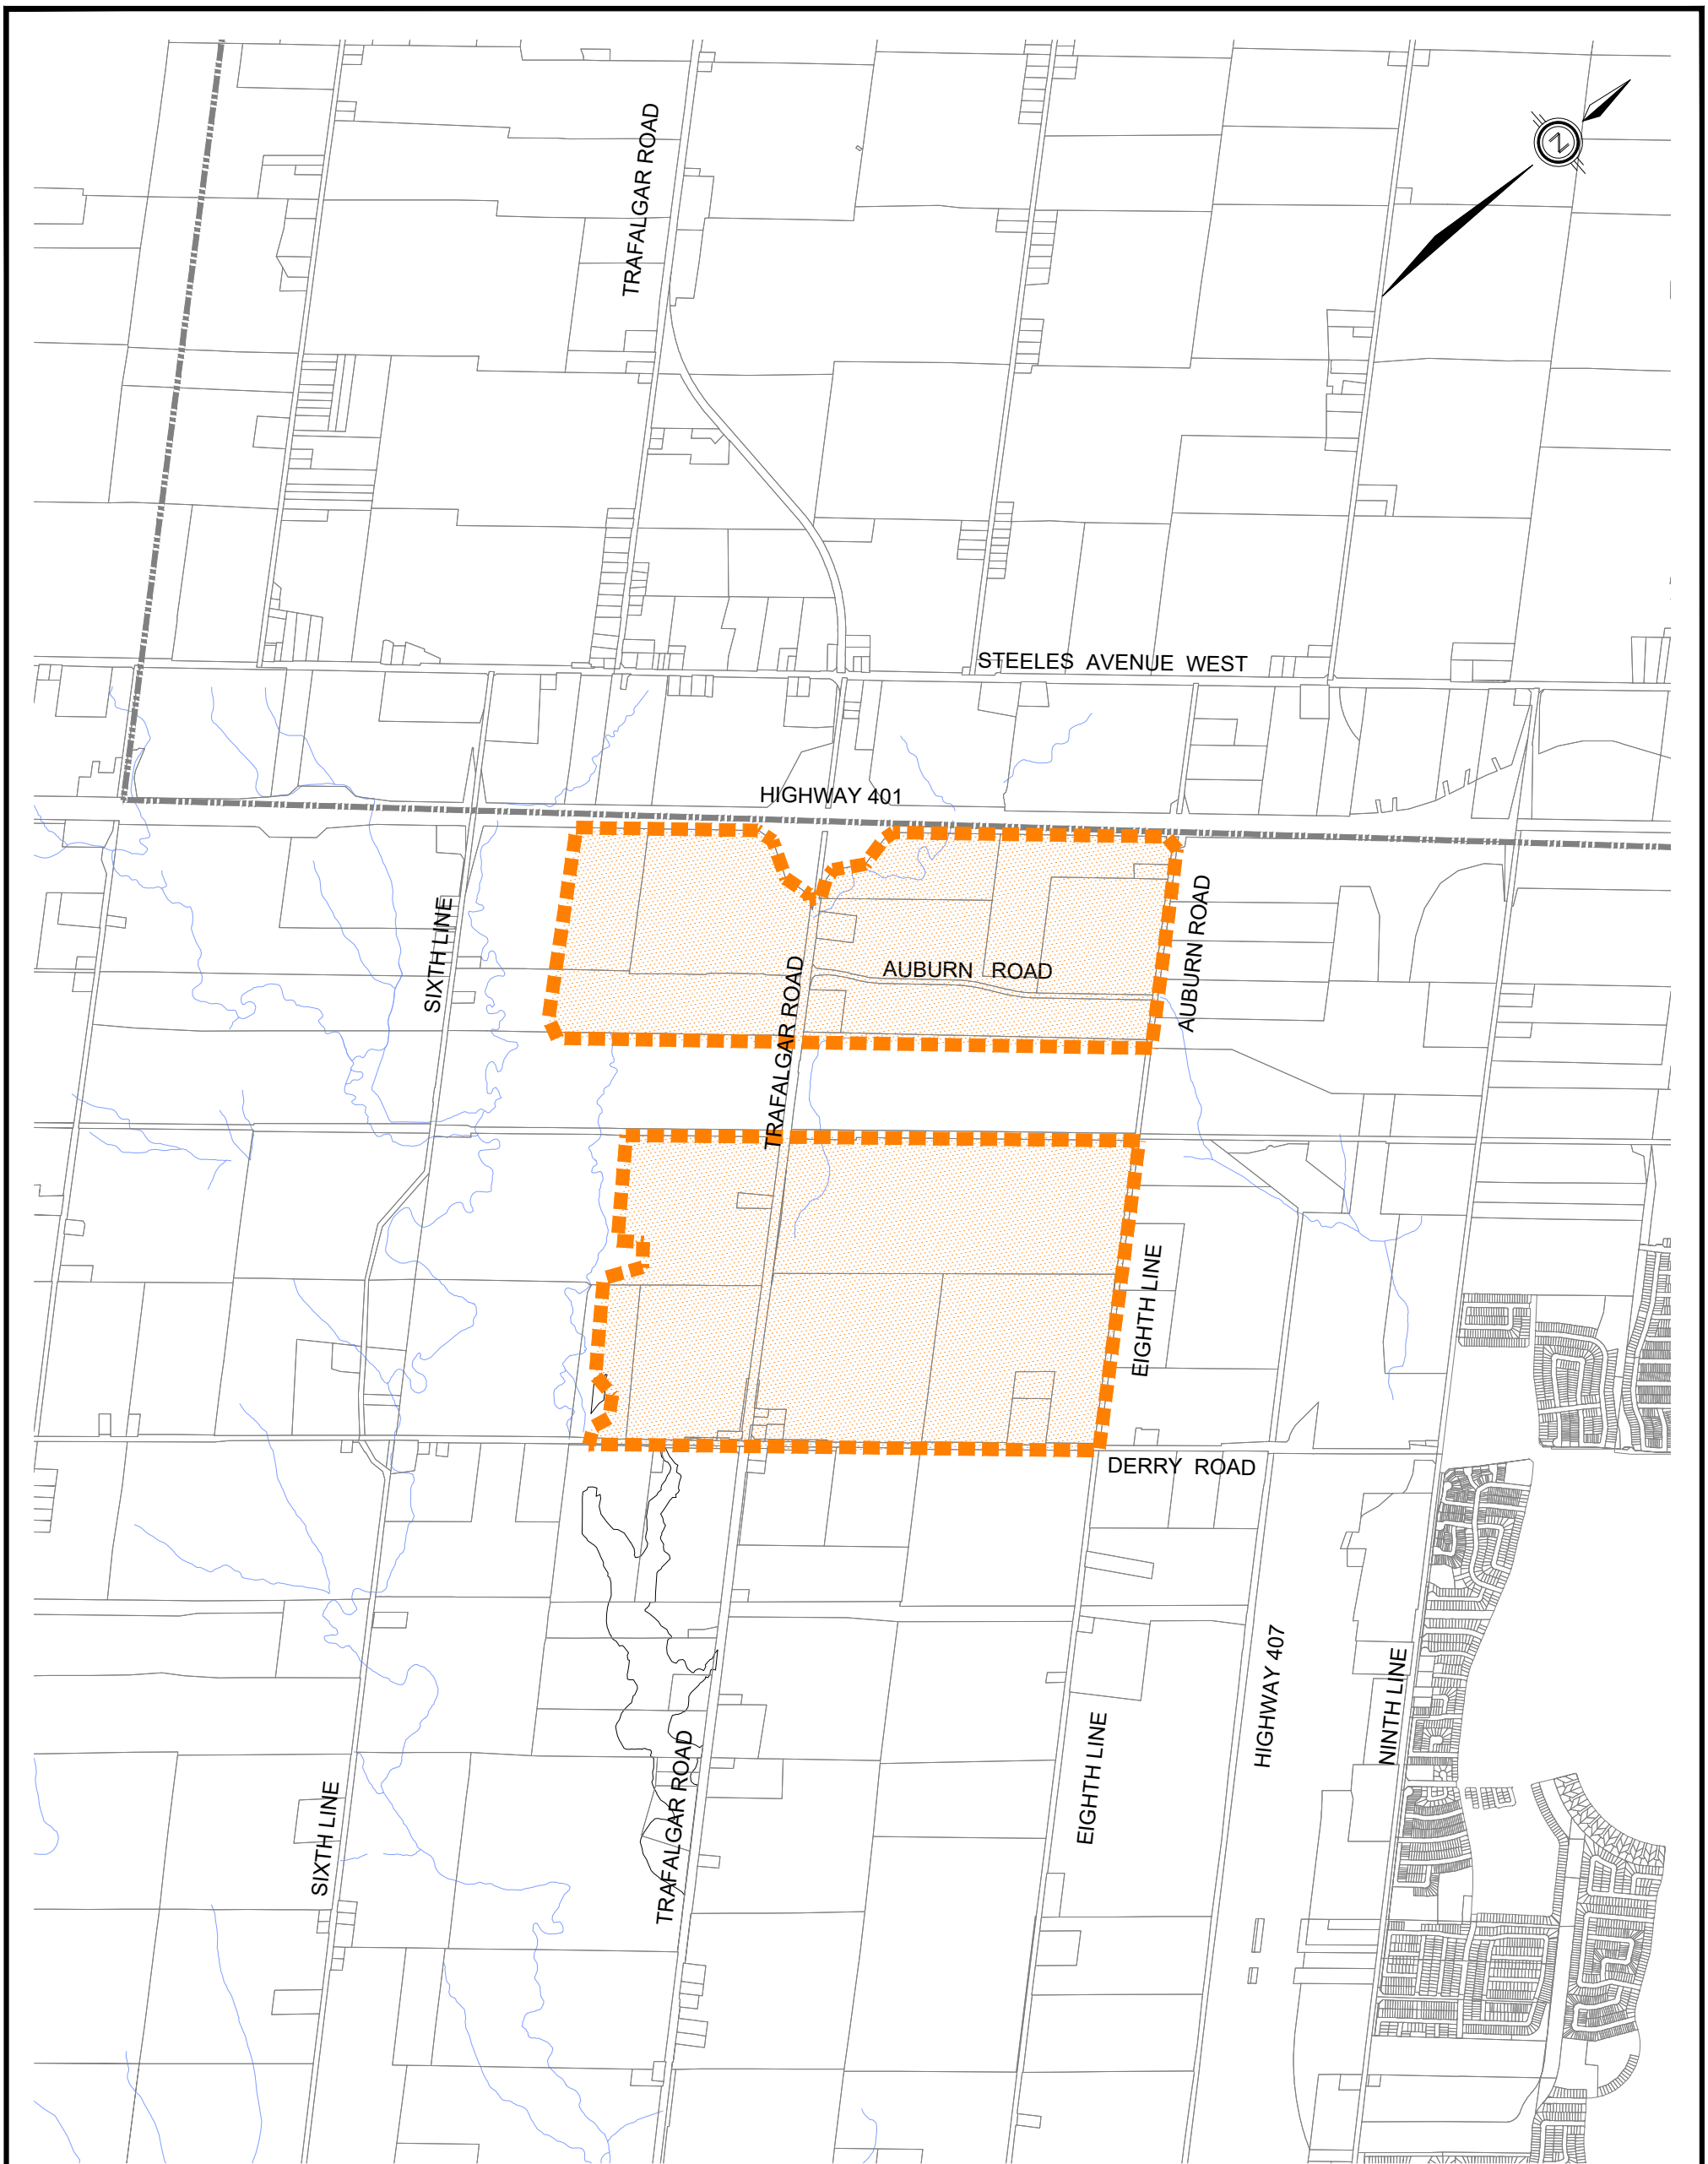 TRAFALGAR ROAD
N
STEELES AVENUE WEST
HIGHWAY 401
SIXTH LINE
AUBURN ROAD
AUBURN ROAD
TRAFALGAR ROAD
EIGHTH LINE
DERRY ROAD
HIGHWAY 407
NINTH LINE
EIGHTH LINE
TRAFALGAR ROAD
SIXTH LINE